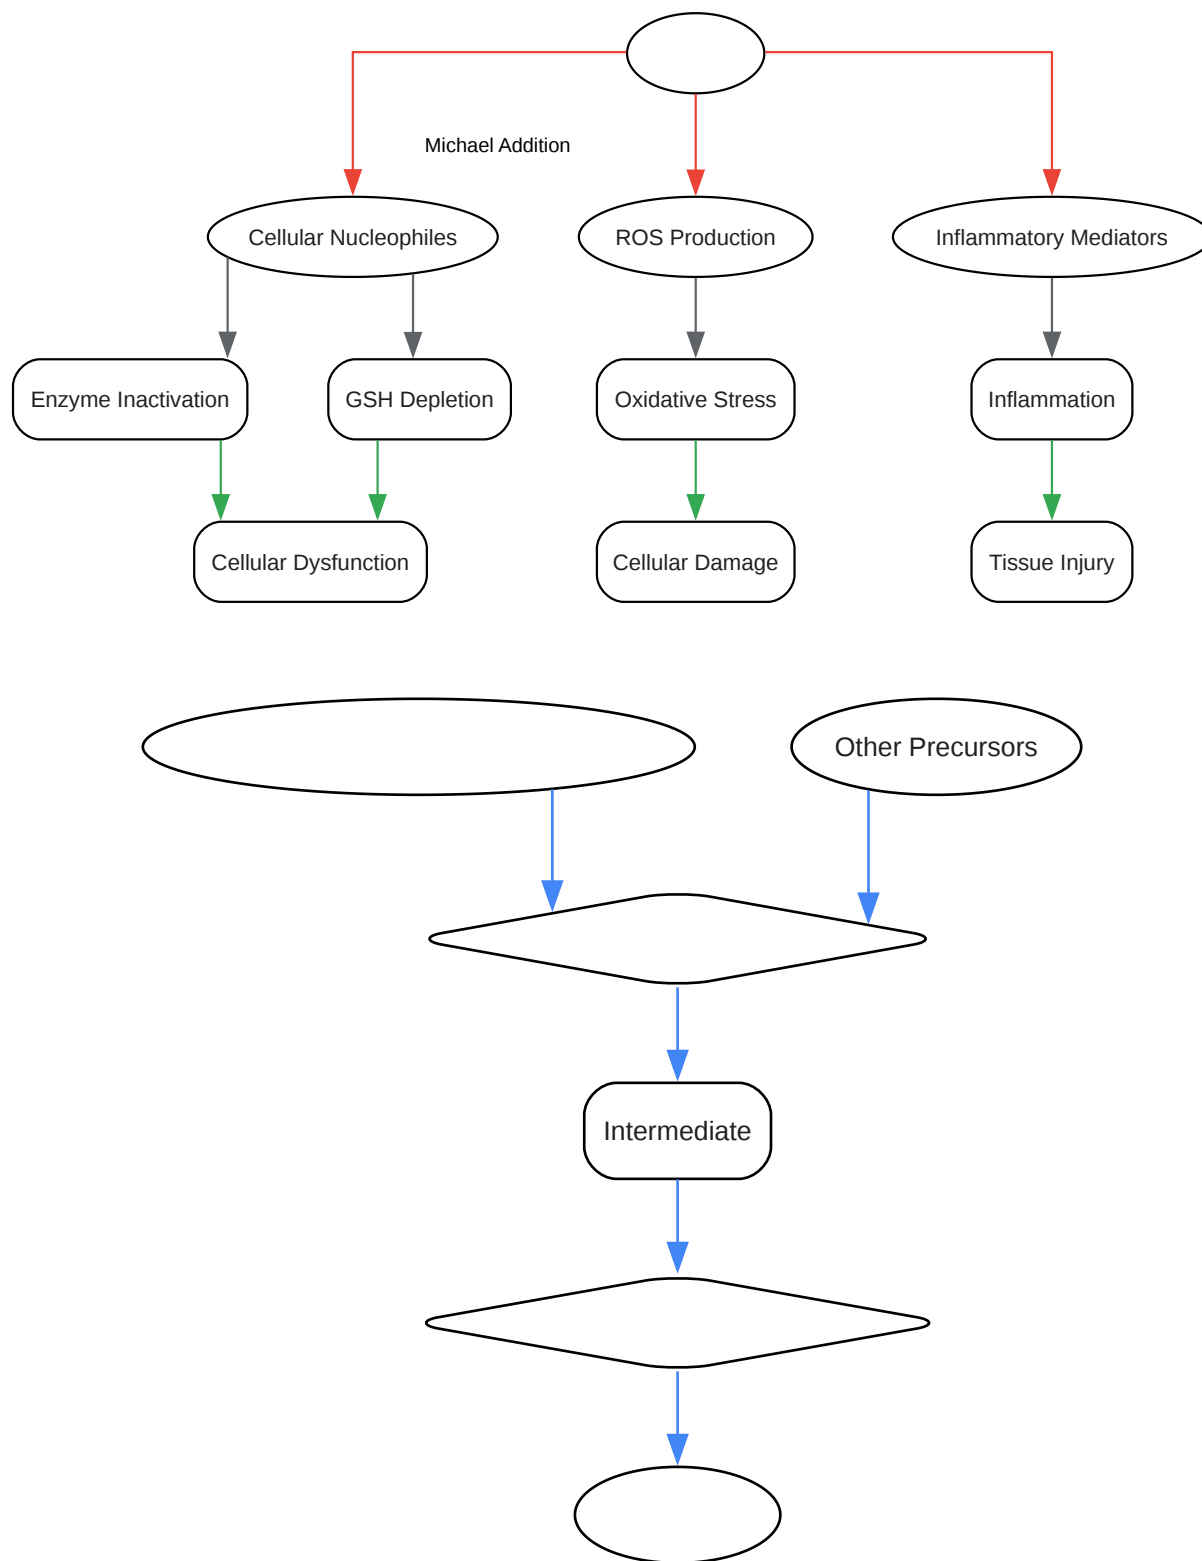 Michael Addition
Cellular Nucleophiles
ROS Production
Inflammatory Mediators
Enzyme Inactivation
GSH Depletion
Oxidative Stress
Inflammation
Cellular Dysfunction
Cellular Damage
Tissue Injury
Other Precursors
Intermediate